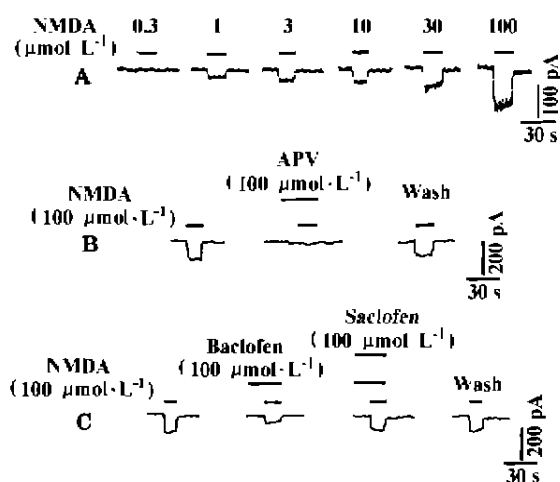 NMDA 0.3 1 3 10 30 100
(μmol L⁻¹)
A
100 pA
30 s
APV
(100 μmol·L⁻¹)
NMDA
(100 μmol·L⁻¹)
Wash
B
200 pA
30 s
Saclofen
(100 μmol L⁻¹)
Baclofen
(100 μmol·L⁻¹)
NMDA
(100 μmol·L⁻¹)
Wash
C
200 pA
30 s